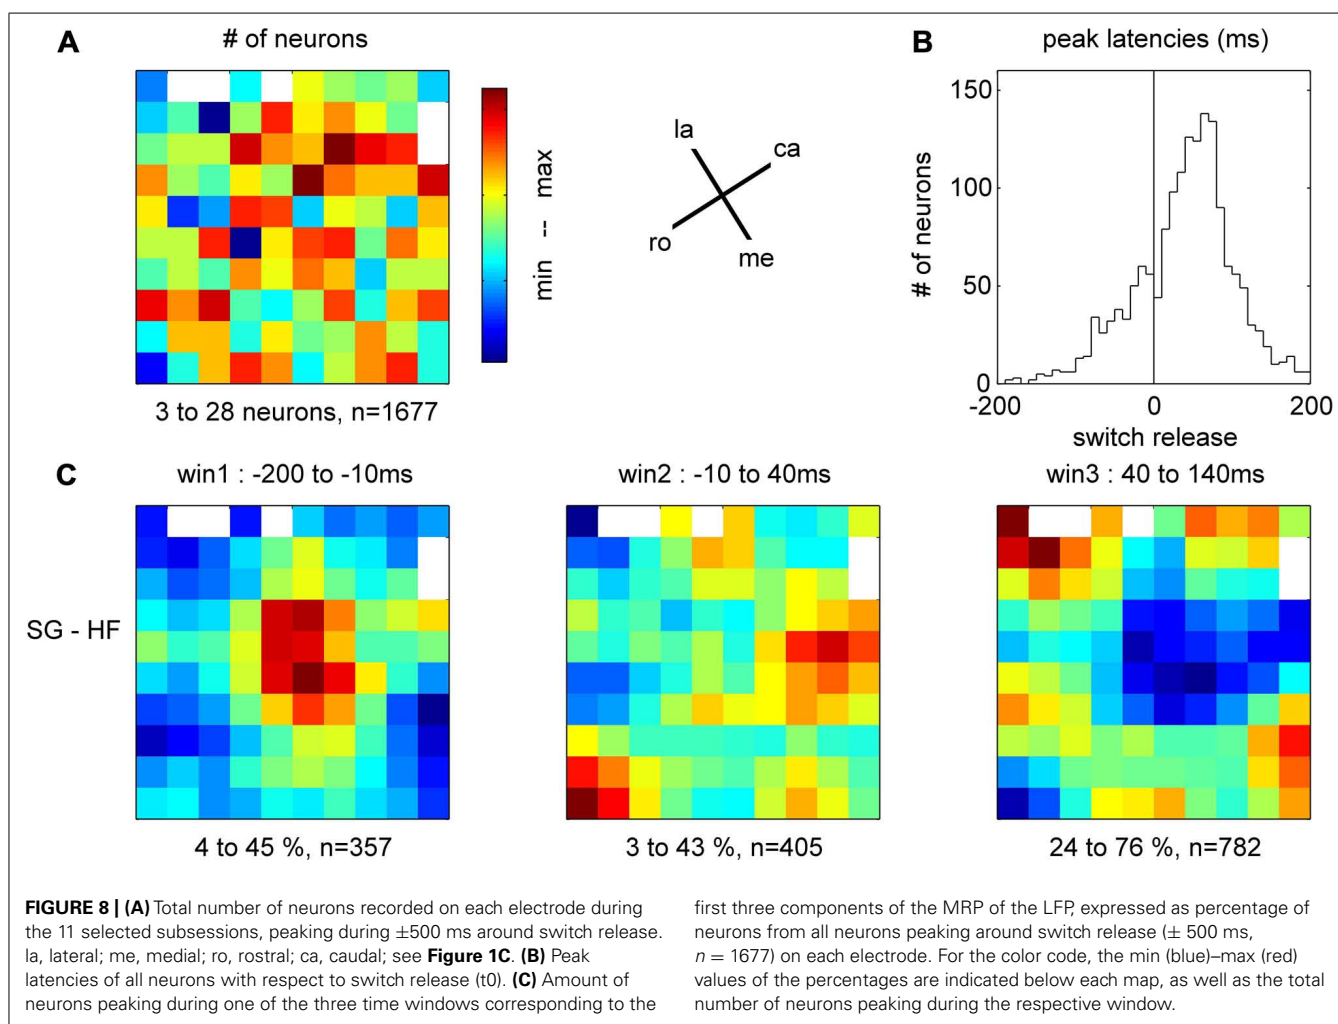 A
# of neurons
min -- max
3 to 28 neurons, n=1677
la
ca
ro
me
B
peak latencies (ms)
# of neurons
150
100
50
0
-200
0
200
switch release
C
win1 : -200 to -10ms
win2 : -10 to 40ms
win3 : 40 to 140ms
SG - HF
4 to 45 %, n=357
3 to 43 %, n=405
24 to 76 %, n=782
FIGURE 8 | (A) Total number of neurons recorded on each electrode during
the 11 selected subsessions, peaking during ±500 ms around switch release.
la, lateral; me, medial; ro, rostral; ca, caudal; see Figure 1C. (B) Peak
latencies of all neurons with respect to switch release (t0). (C) Amount of
neurons peaking during one of the three time windows corresponding to the
first three components of the MRP of the LFP, expressed as percentage of
neurons from all neurons peaking around switch release (± 500 ms,
n = 1677) on each electrode. For the color code, the min (blue)–max (red)
values of the percentages are indicated below each map, as well as the total
number of neurons peaking during the respective window.